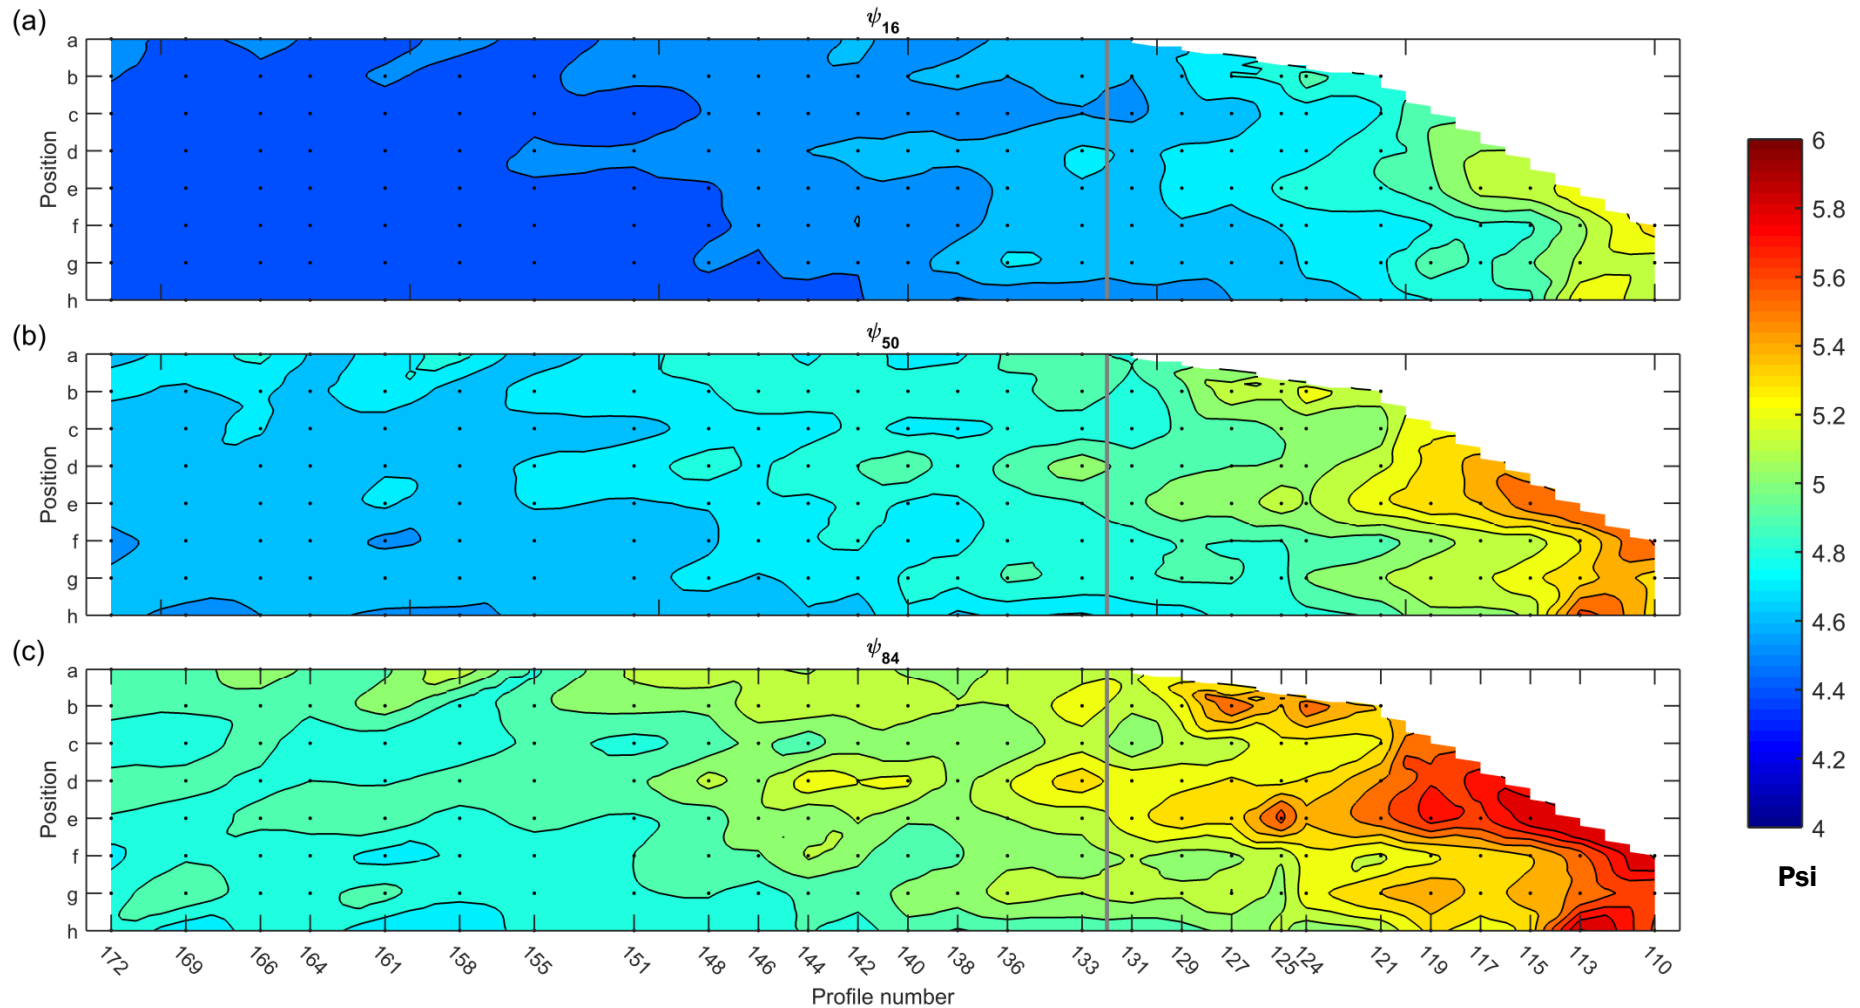 (a)
ψ16
Position
a
b
c
d
e
f
g
h
(b)
ψ50
Position
a
b
c
d
e
f
g
h
(c)
ψ84
Position
a
b
c
d
e
f
g
h
172 169 166 164 161 158 155 151 148 146 144 142 140 138 136 133 131 129 127 125 124 121 119 117 115 113 110
Profile number
6
5.8
5.6
5.4
5.2
5
4.8
4.6
4.4
4.2
4
Psi